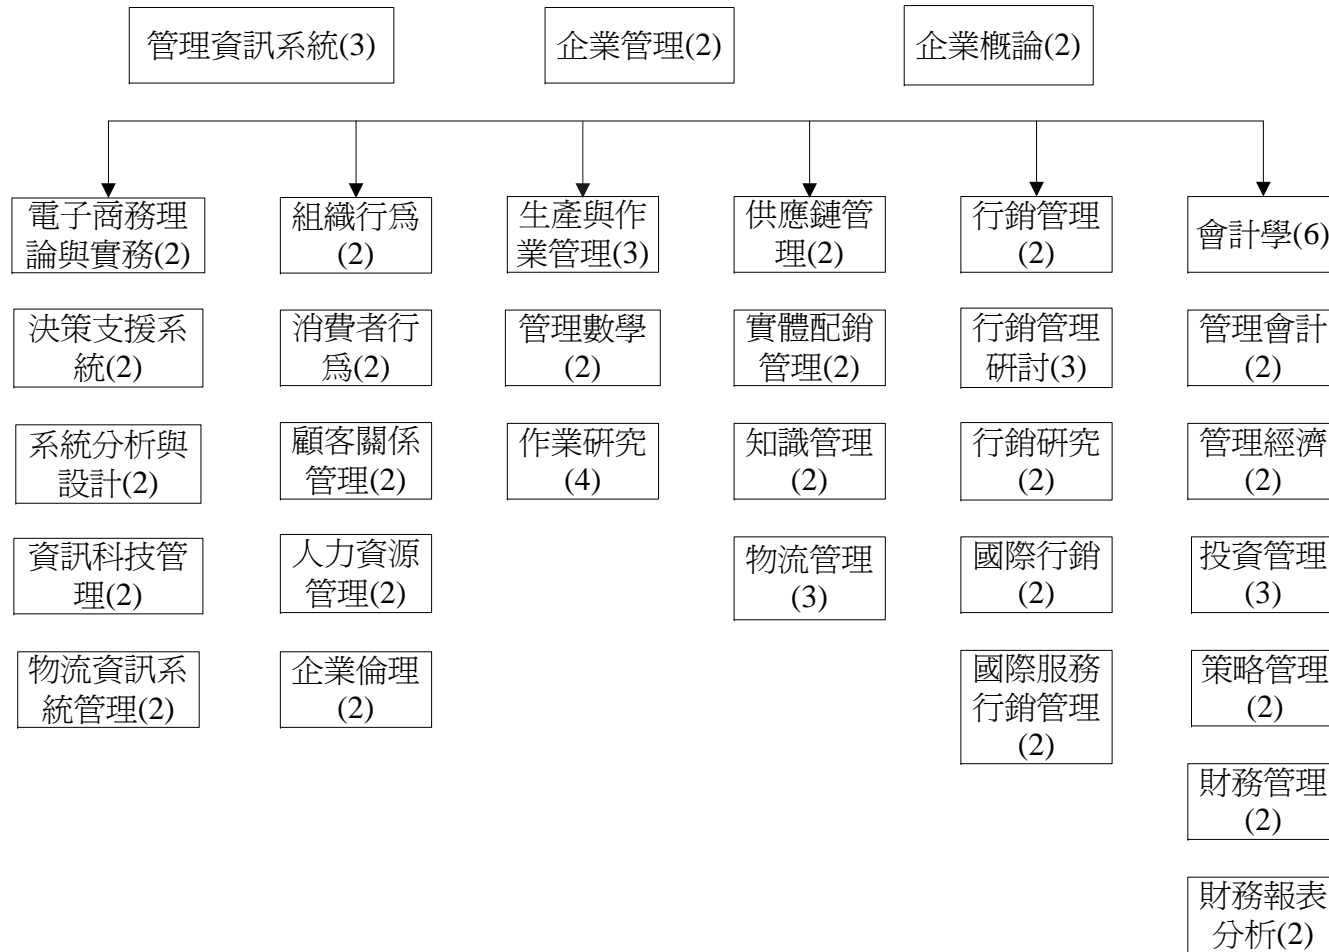 管理資訊系統(3)
企業管理(2)
企業概論(2)
電子商務理
論與實務(2)
組織行為
(2)
生產與作
業管理(3)
供應鏈管
理(2)
行銷管理
(2)
會計學(6)
決策支援系
統(2)
消費者行
為(2)
管理數學
(2)
實體配銷
管理(2)
行銷管理
研討(3)
管理會計
(2)
系統分析與
設計(2)
顧客關係
管理(2)
作業研究
(4)
知識管理
(2)
行銷研究
(2)
管理經濟
(2)
資訊科技管
理(2)
人力資源
管理(2)
物流管理
(3)
國際行銷
(2)
投資管理
(3)
物流資訊系
統管理(2)
企業倫理
(2)
國際服務
行銷管理
(2)
策略管理
(2)
財務管理
(2)
財務報表
分析(2)